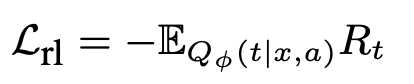 ℒ_rl = −𝔼_{Q_ϕ(t|x,a)} R_t